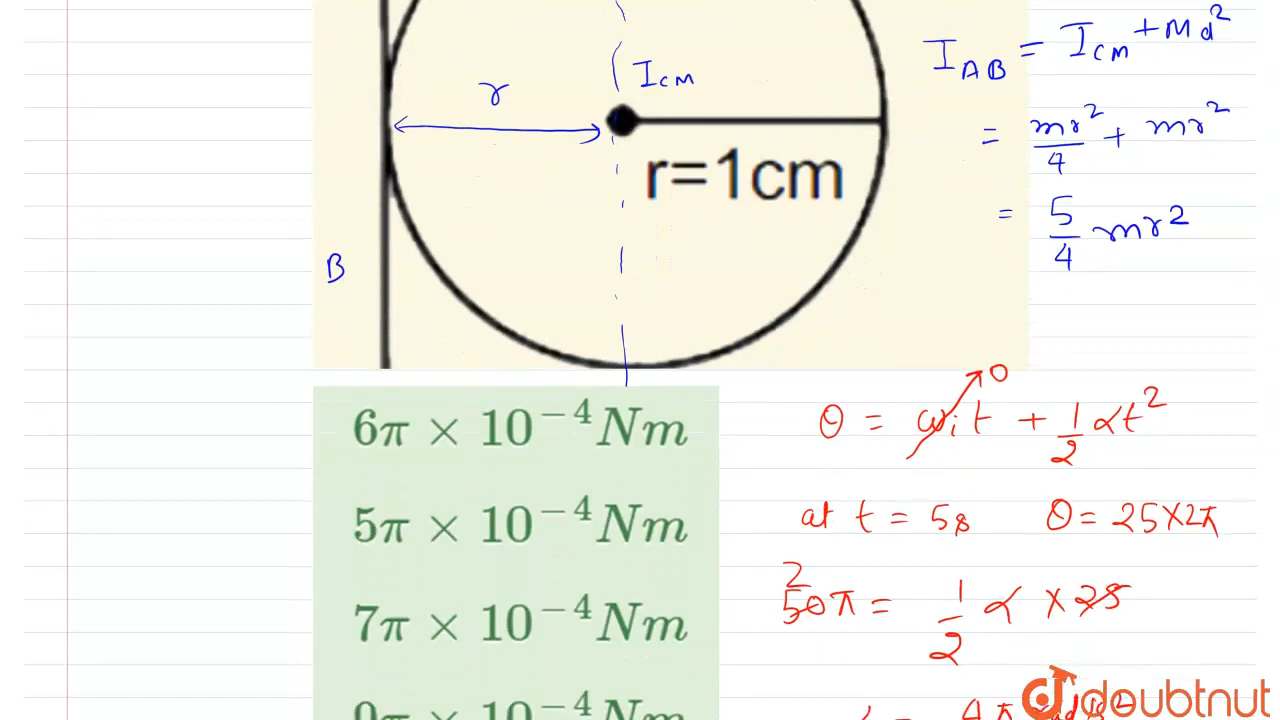 I_AB = I_CM + Md²
I_CM
r
= mr²/4 + mr²
r=1cm
= 5/4 mr²
B
0
6π × 10⁻⁴ Nm
θ = ωᵢt + 1/2 αt²
5π × 10⁻⁴ Nm
at t = 5s θ = 25×2π
2
50π = 1/2 α × 25
7π × 10⁻⁴ Nm
doubtnut